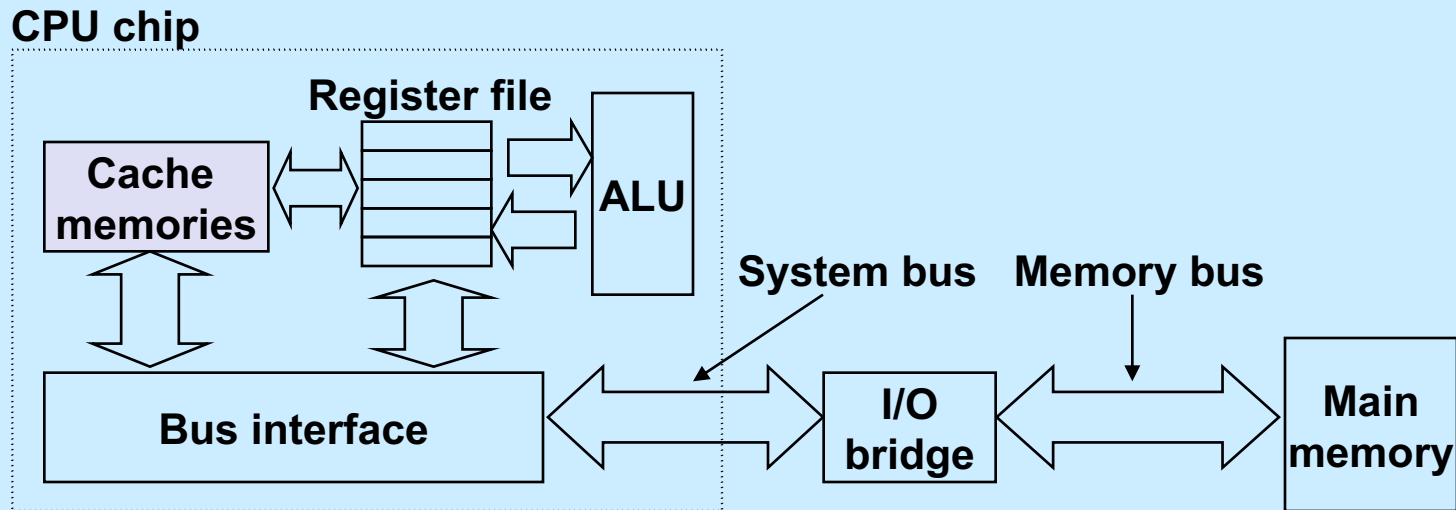 CPU chip
Register file
Cache
memories
ALU
System bus
Memory bus
Bus interface
I/O
bridge
Main
memory